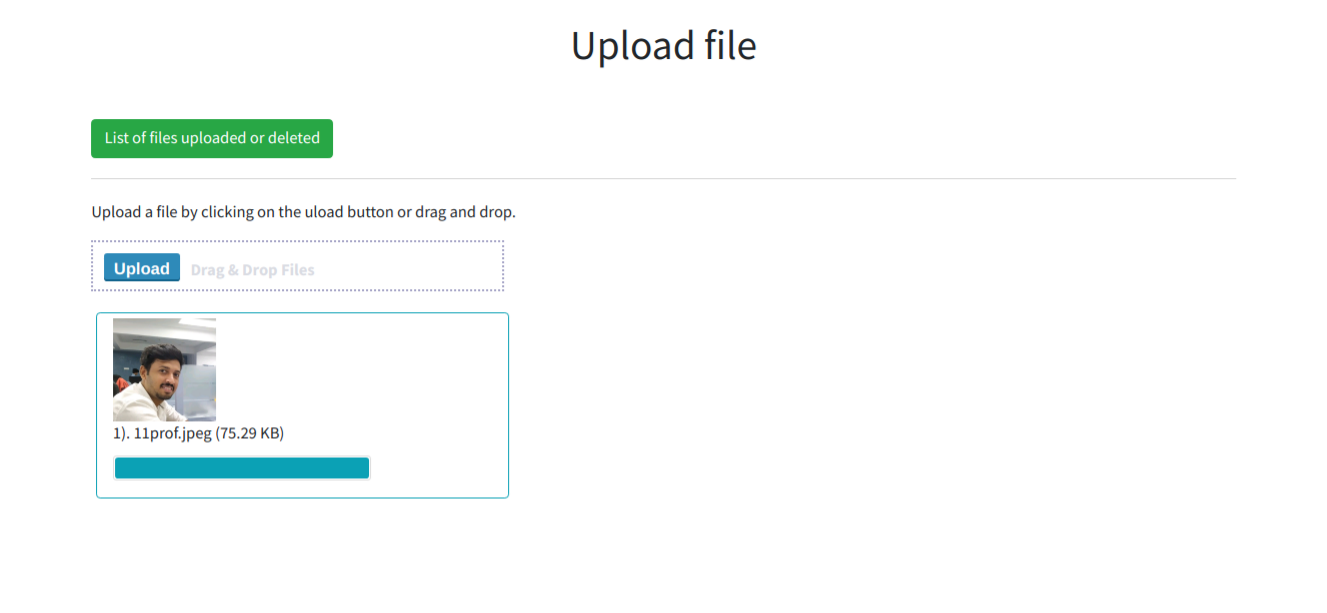 Upload file
List of files uploaded or deleted
Upload a file by clicking on the uload button or drag and drop.
Upload Drag & Drop Files
1). 11prof.jpeg (75.29 KB)